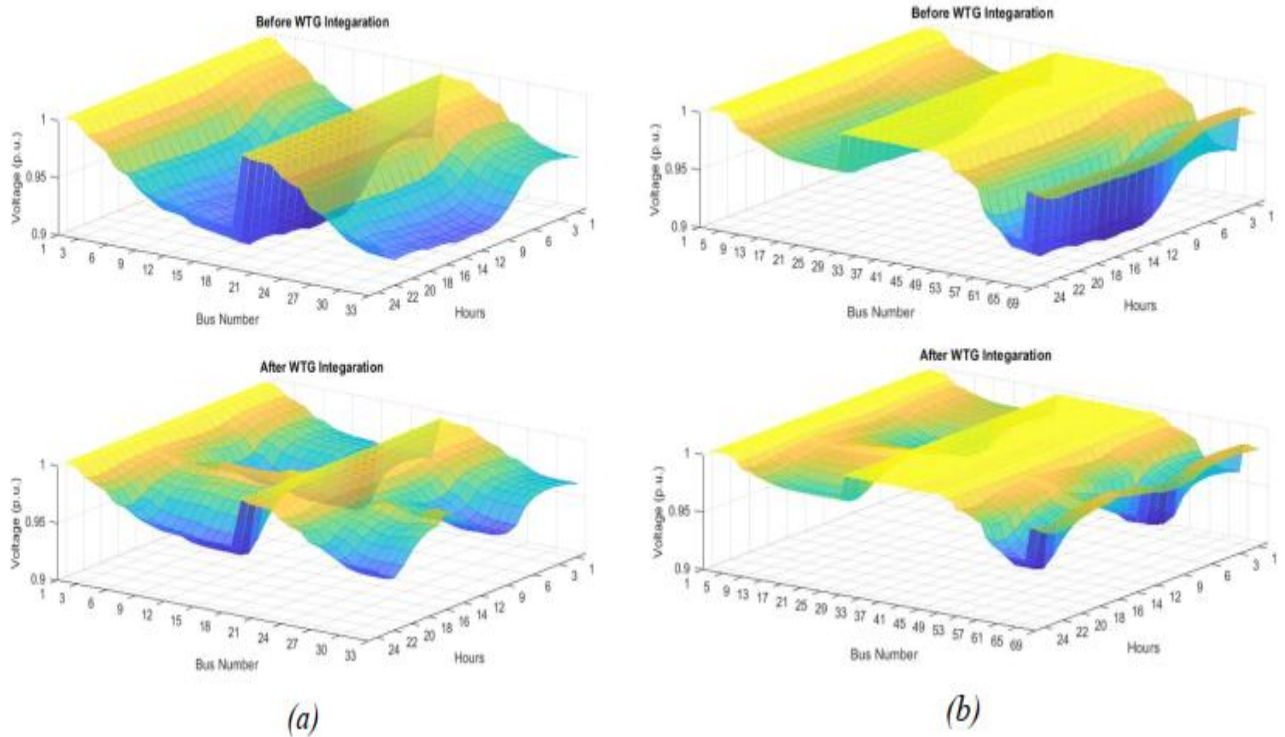 Before WTG Integaration
1
0.95
0.9
Voltage (p.u.)
1 3 6 9 12 15 18 21 24 27 30 33
Bus Number
24 22 20 18 16 14 12 9 6 3 1
Hours
Before WTG Integaration
1
0.95
0.9
Voltage (p.u.)
1 5 9 13 17 21 25 29 33 37 41 45 49 53 57 61 65 69
Bus Number
24 22 20 18 16 14 12 9 6 3 1
Hours
After WTG Integaration
1
0.95
0.9
Voltage (p.u.)
1 3 6 9 12 15 18 21 24 27 30 33
Bus Number
24 22 20 18 16 14 12 9 6 3 1
Hours
After WTG Integaration
1
0.95
0.9
Voltage (p.u.)
1 5 9 13 17 21 25 29 33 37 41 45 49 53 57 61 65 69
Bus Number
24 22 20 18 16 14 12 9 6 3 1
Hours
(a)
(b)